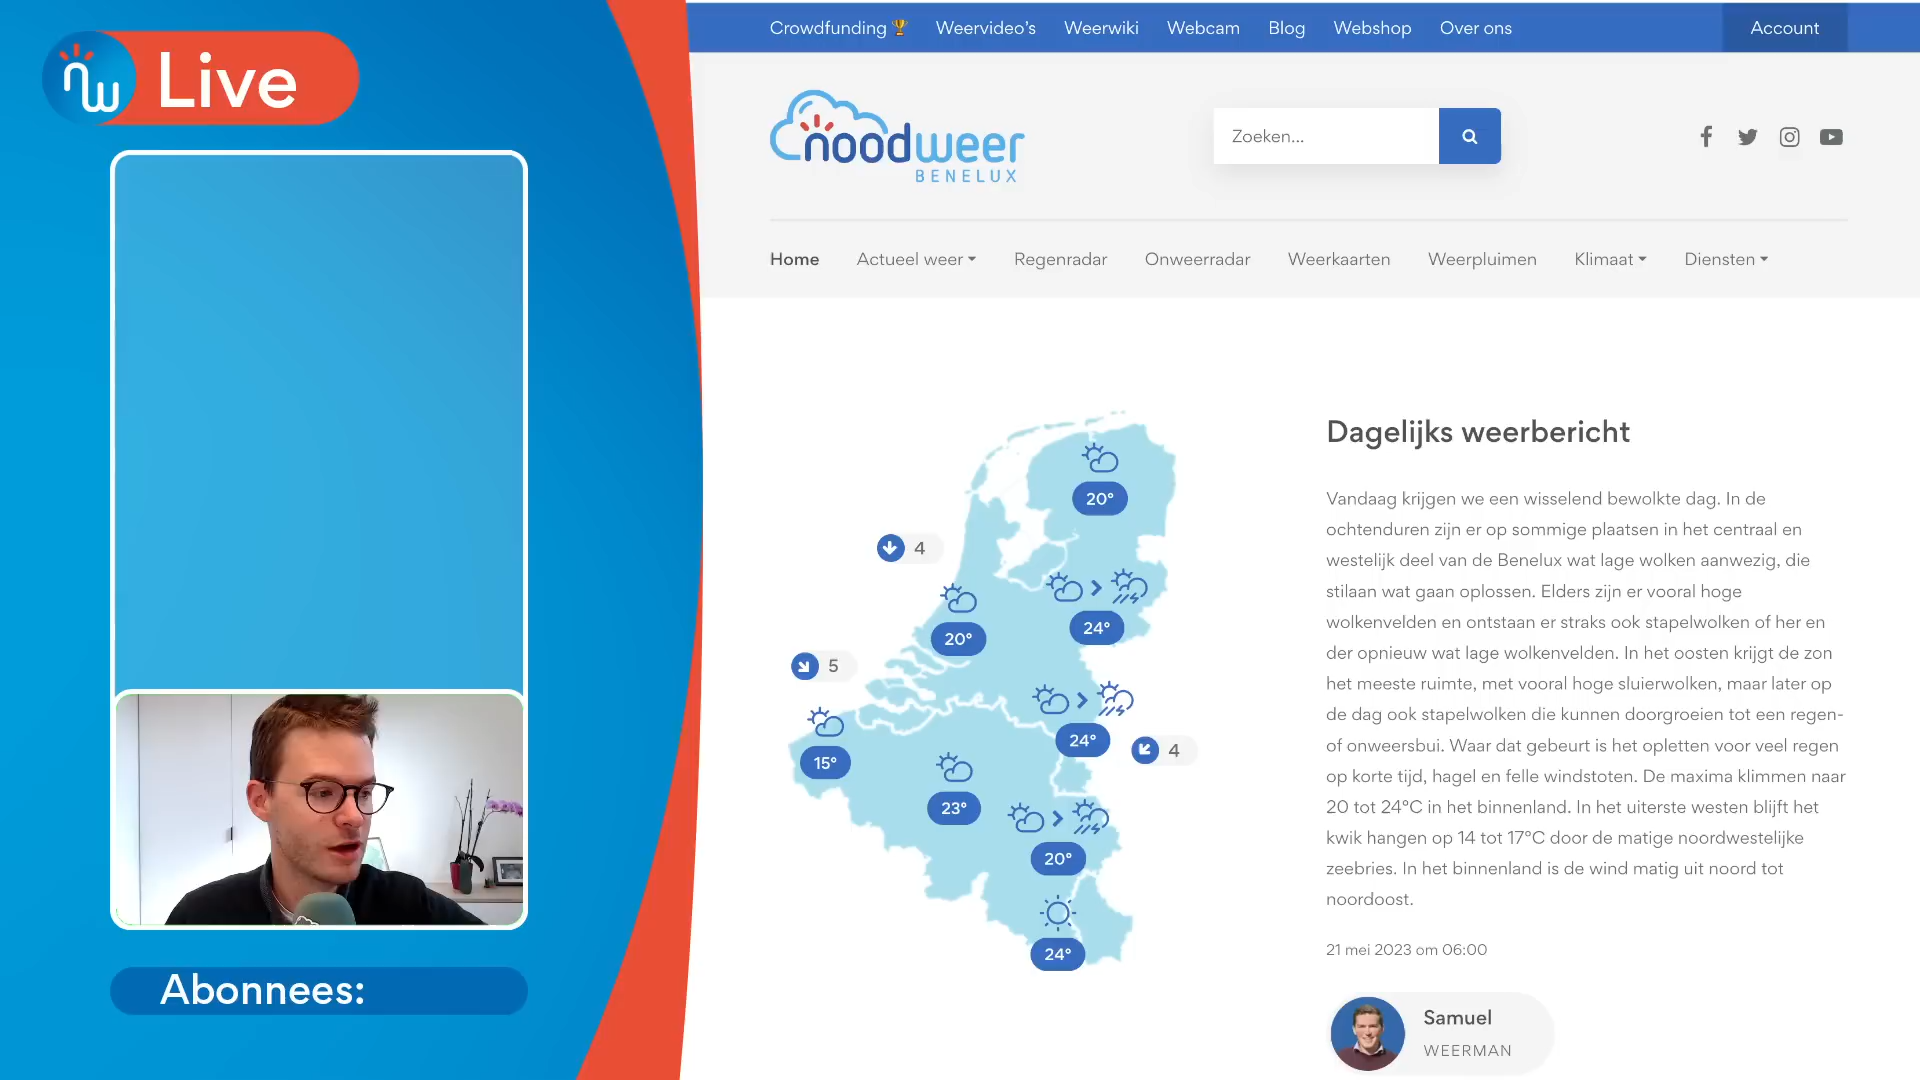 nw Live
Crowdfunding 🏆 Weervideo's Weerwiki Webcam Blog Webshop Over ons Account
noodweer
BENELUX
Zoeken...
Home Actueel weer Regenradar Onweerradar Weerkaarten Weerpluimen Klimaat Diensten
Dagelijks weerbericht
20°
4
20°
24°
5
15°
24°
4
23°
20°
24°
Vandaag krijgen we een wisselend bewolkte dag. In de
ochtenduren zijn er op sommige plaatsen in het centraal en
westelijk deel van de Benelux wat lage wolken aanwezig, die
stilaan wat gaan oplossen. Elders zijn er vooral hoge
wolkenvelden en ontstaan er straks ook stapelwolken of her en
der opnieuw wat lage wolkenvelden. In het oosten krijgt de zon
het meeste ruimte, met vooral hoge sluierwolken, maar later op
de dag ook stapelwolken die kunnen doorgroeien tot een regen-
of onweersbui. Waar dat gebeurt is het opletten voor veel regen
op korte tijd, hagel en felle windstoten. De maxima klimmen naar
20 tot 24°C in het binnenland. In het uiterste westen blijft het
kwik hangen op 14 tot 17°C door de matige noordwestelijke
zeebries. In het binnenland is de wind matig uit noord tot
noordoost.
21 mei 2023 om 06:00
Samuel
WEERMAN
Abonnees: